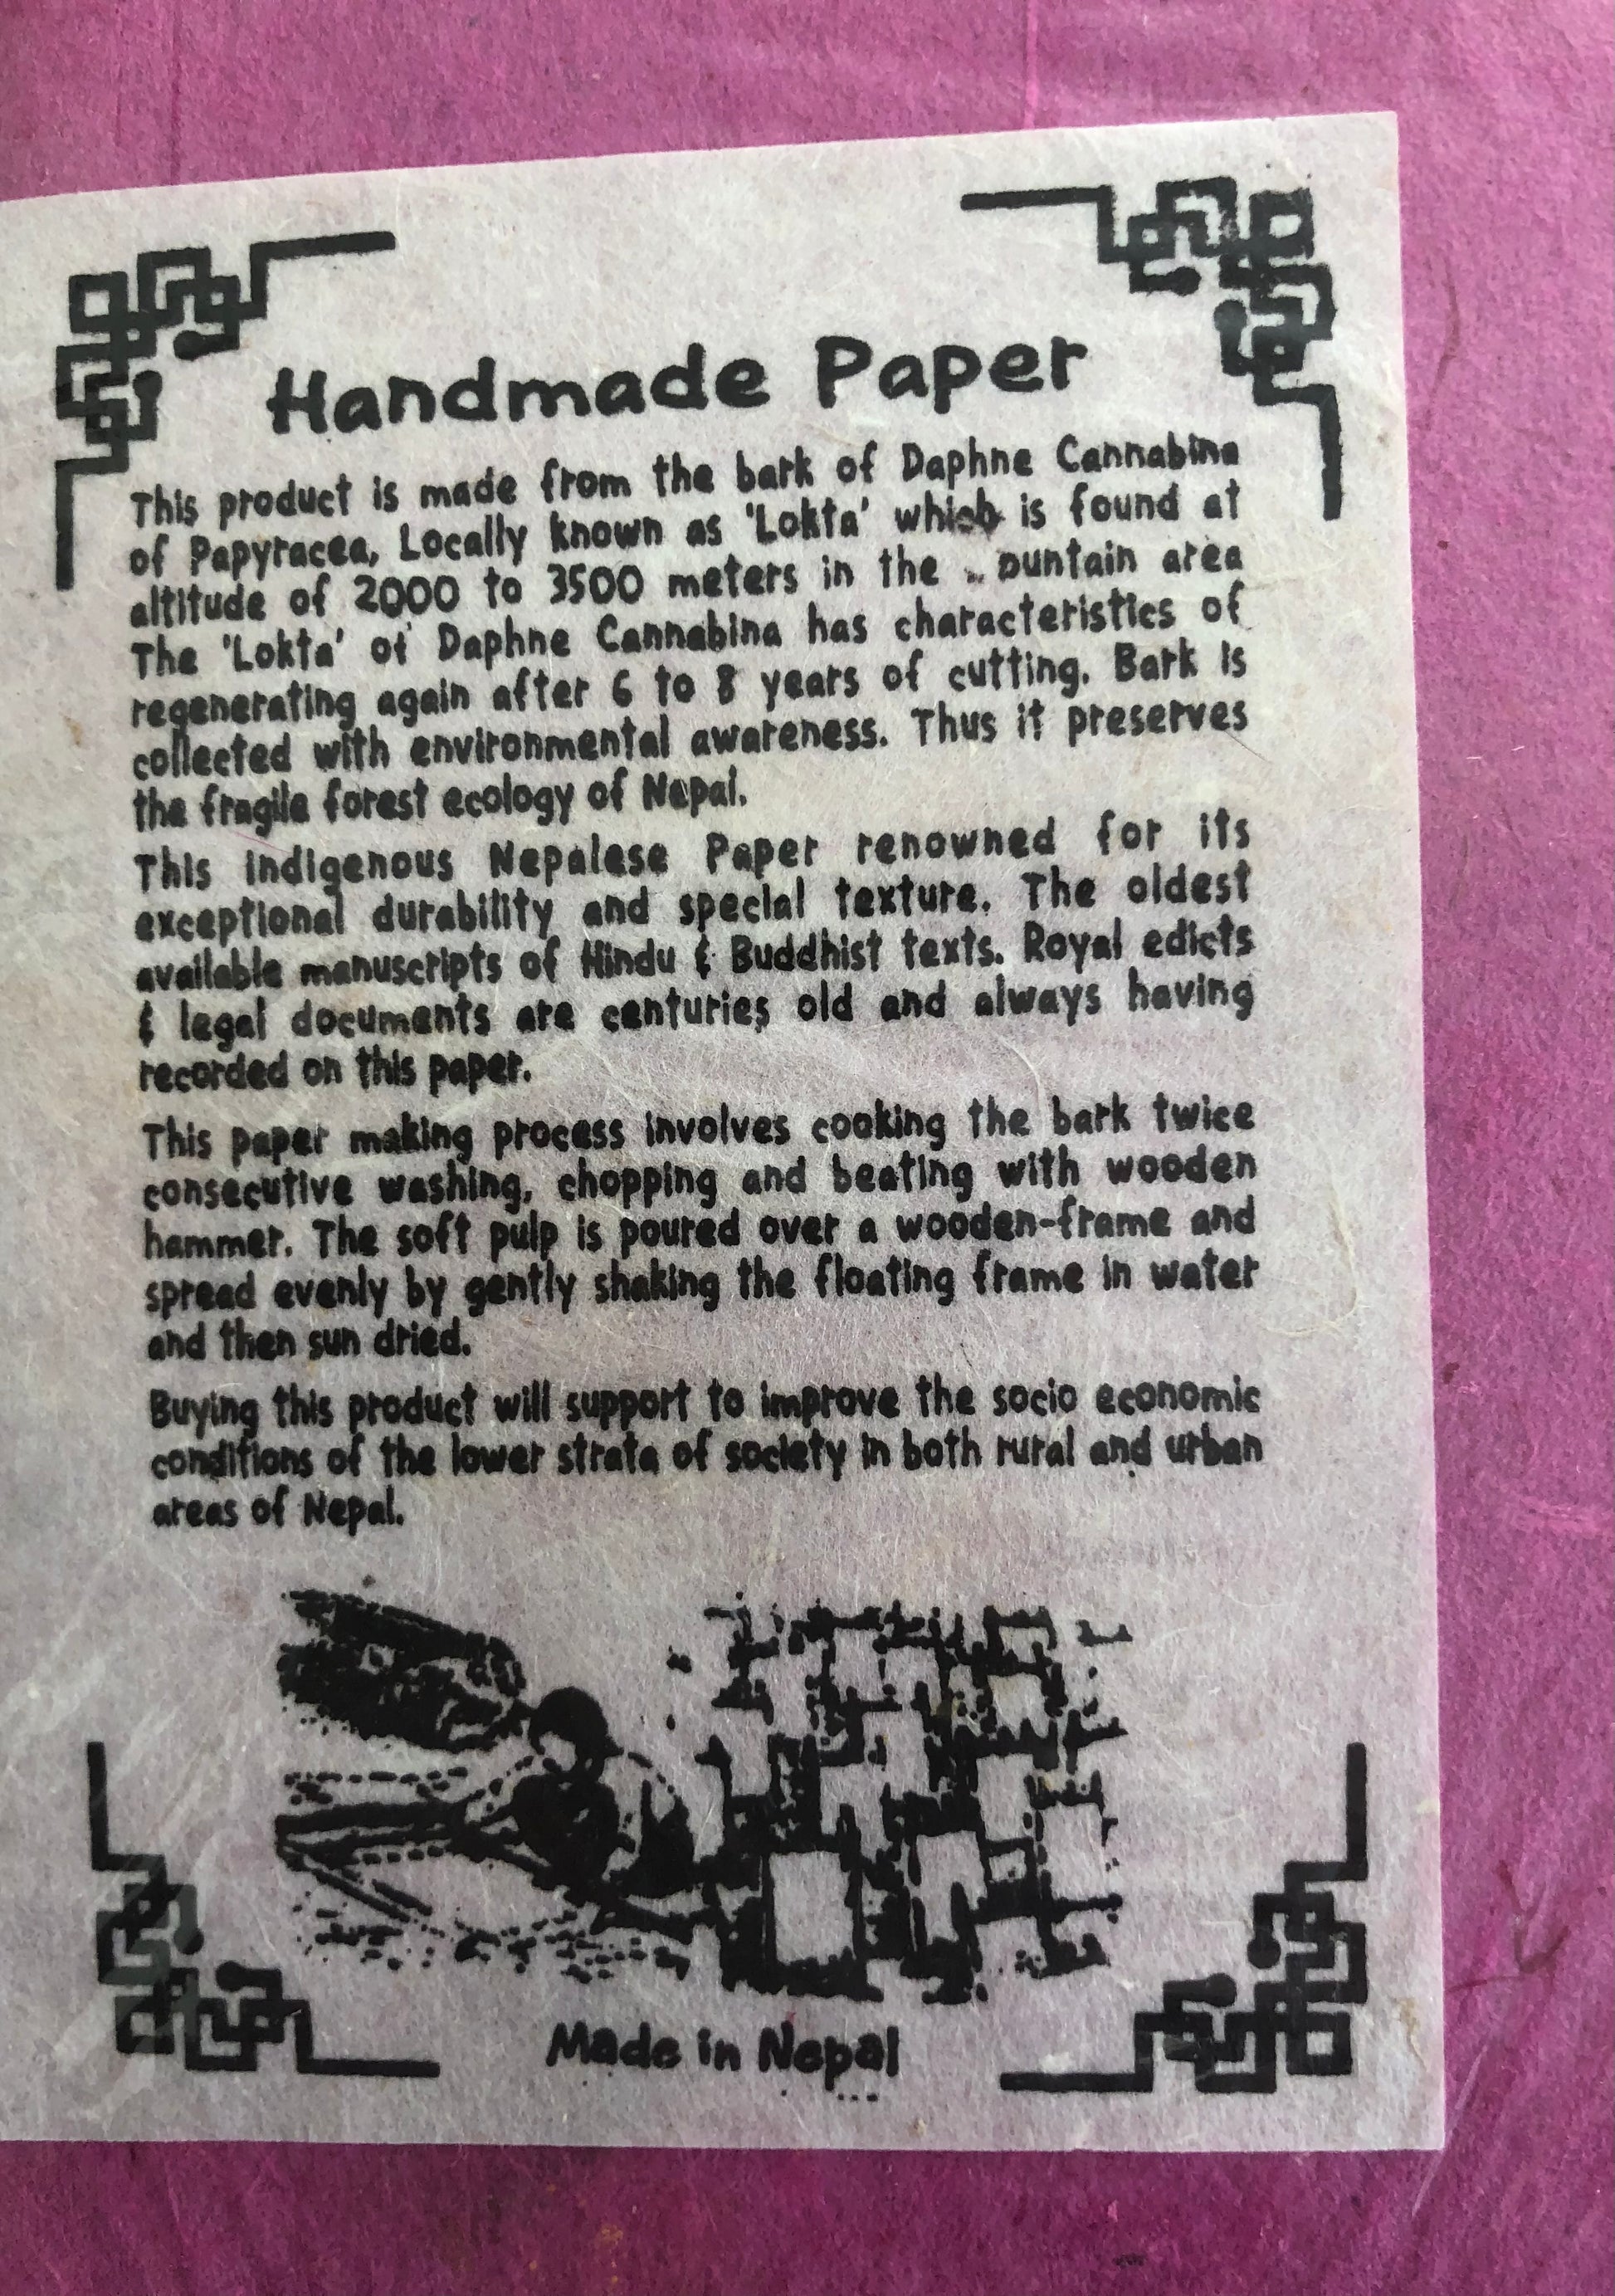 Handmade Paper
This product is made from the bark of Daphne Cannabina
of Papyracea, Locally known as 'Lokta' which is found at
altitude of 2000 to 3500 meters in the ountain area
The 'Lokta' of Daphne Cannabina has characteristics of
regenerating again after 6 to 8 years of cutting. Bark is
collected with environmental awareness. Thus it preserves
the fragile forest ecology of Nepal.
This indigenous Nepalese Paper renowned for its
exceptional durability and special texture. The oldest
available manuscripts of Hindu & Buddhist texts. Royal edicts
& legal documents are centuries old and always having
recorded on this paper.
This paper making process involves cooking the bark twice
consecutive washing, chopping and beating with wooden
hammer. The soft pulp is poured over a wooden-frame and
spread evenly by gently shaking the floating frame in water
and then sun dried.
Buying this product will support to improve the socio economic
conditions of the lower strata of society in both rural and urban
areas of Nepal.
Made in Nepal